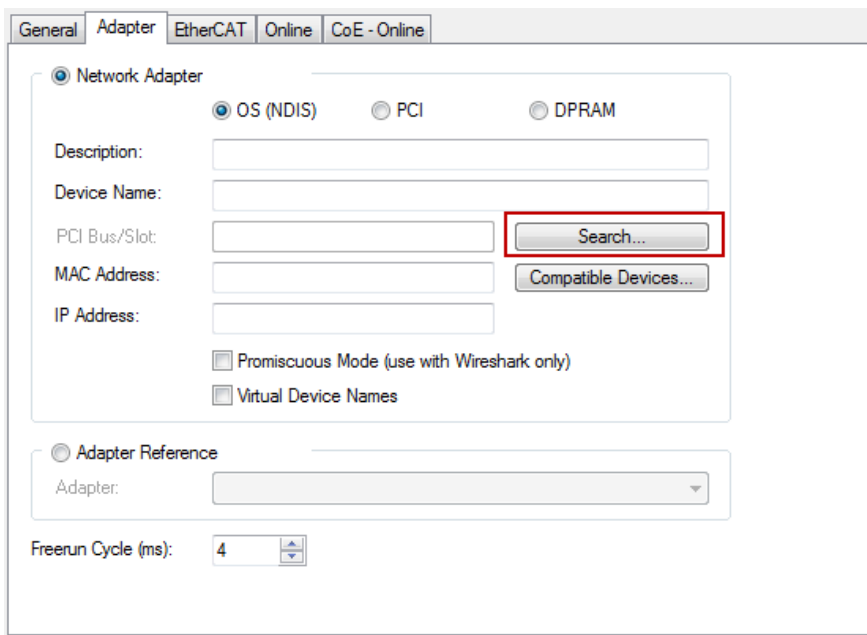 General Adapter EtherCAT Online CoE - Online
Network Adapter
OS (NDIS) PCI DPRAM
Description:
Device Name:
PCI Bus/Slot: Search...
MAC Address: Compatible Devices...
IP Address:
Promiscuous Mode (use with Wireshark only)
Virtual Device Names
Adapter Reference
Adapter:
Freerun Cycle (ms): 4